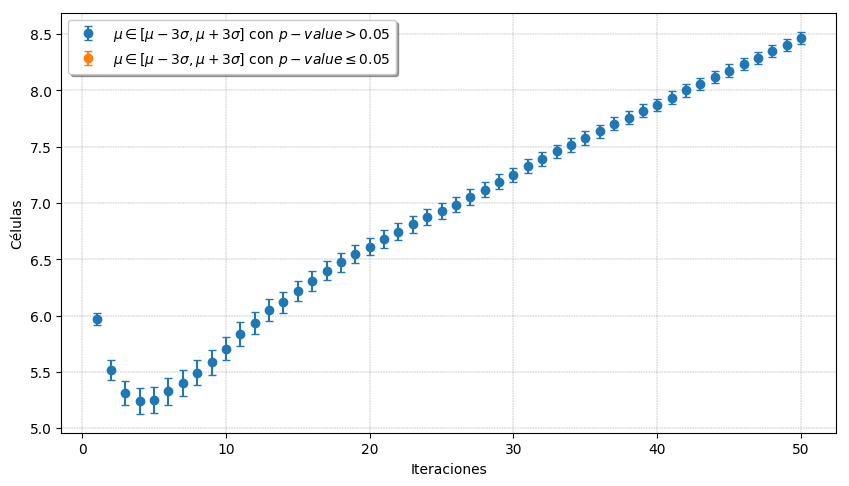 μ ∈ [μ − 3σ, μ + 3σ] con p − value > 0.05
μ ∈ [μ − 3σ, μ + 3σ] con p − value ≤ 0.05
8.5
8.0
7.5
7.0
6.5
6.0
5.5
5.0
Células
0 10 20 30 40 50
Iteraciones